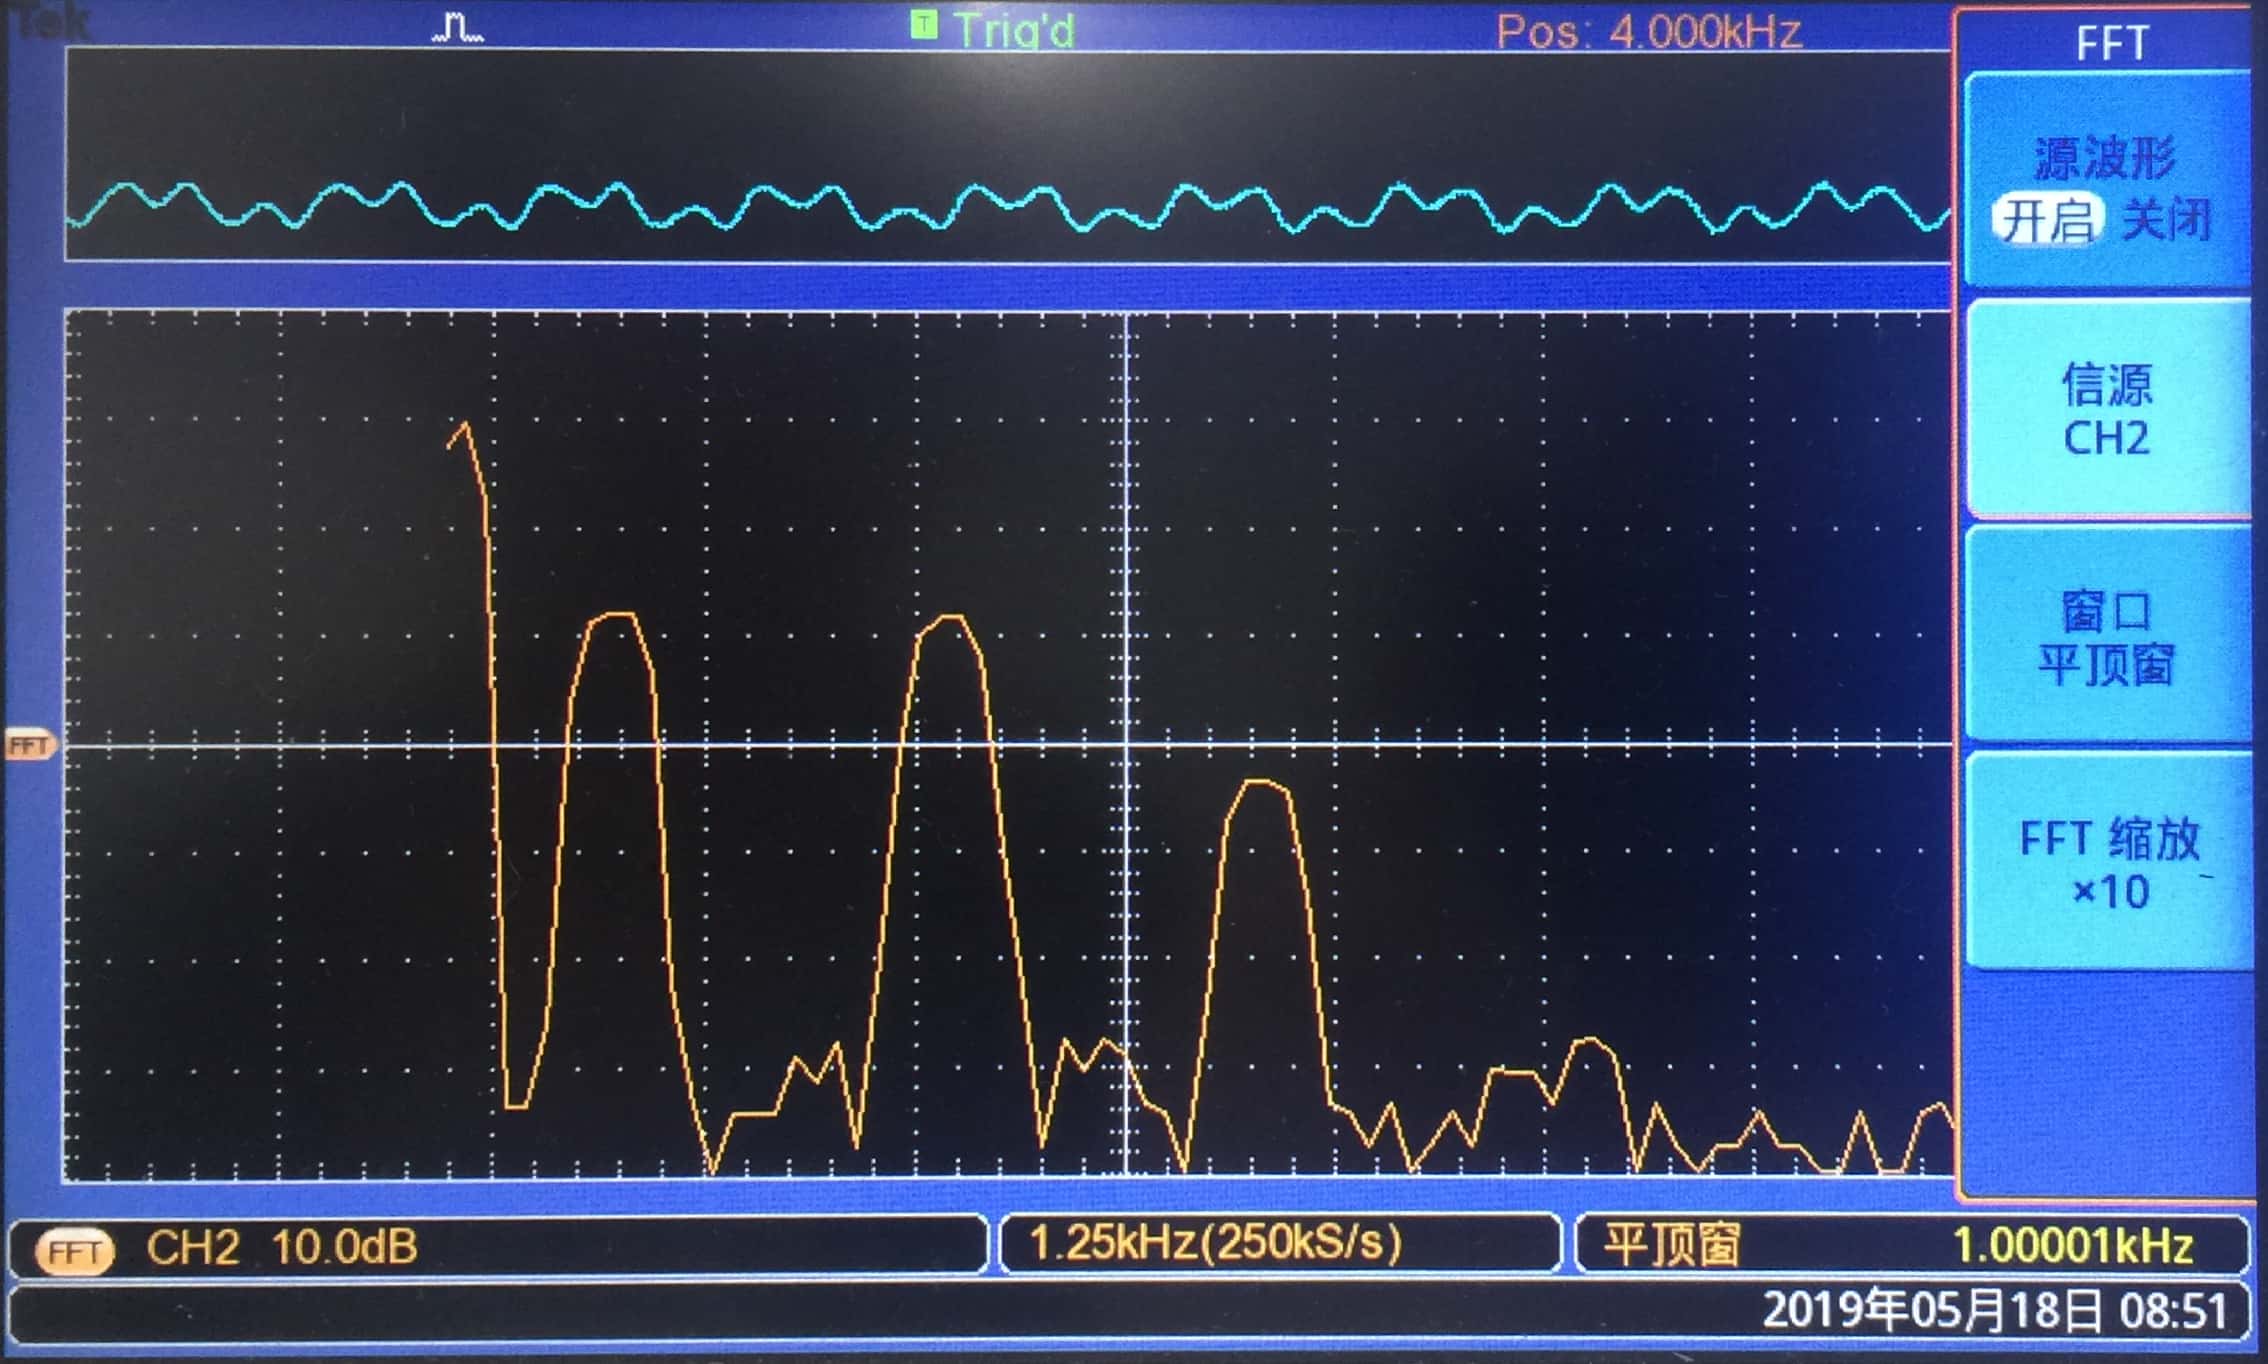 Tek
T Trig'd
Pos: 4.000kHz
FFT
源波形
开启 关闭
信源
CH2
窗口
平顶窗
FFT 缩放
×10
FFT
FFT CH2 10.0dB
1.25kHz(250kS/s)
平顶窗 1.00001kHz
2019年05月18日 08:51